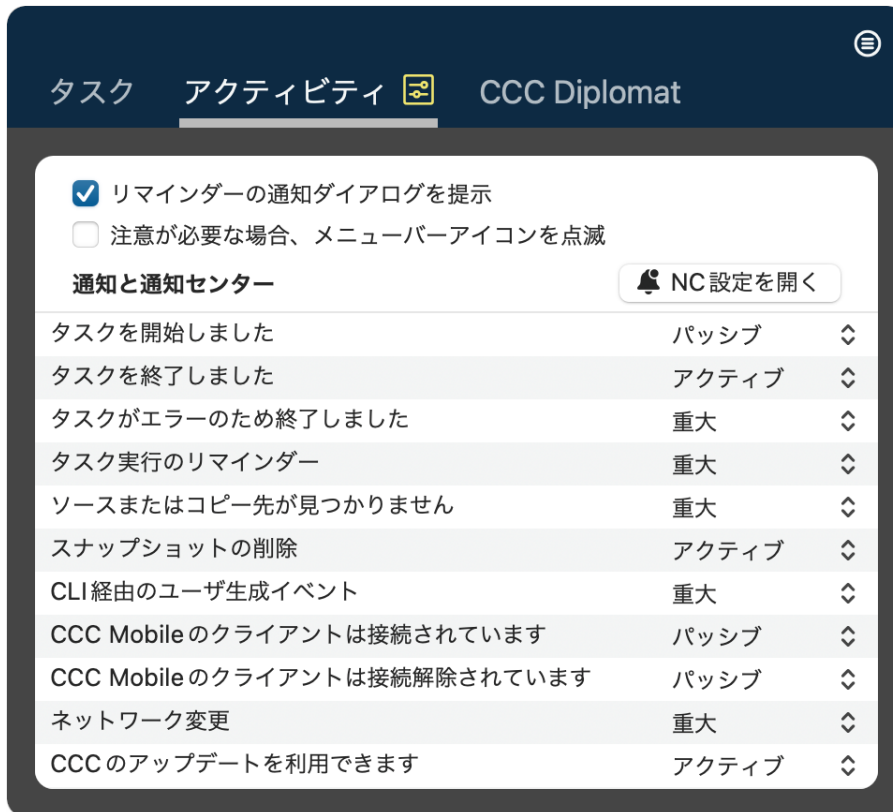 タスク アクティビティ CCC Diplomat
リマインダーの通知ダイアログを提示
注意が必要な場合、メニューバーアイコンを点滅
通知と通知センター NC設定を開く
タスクを開始しました パッシブ
タスクを終了しました アクティブ
タスクがエラーのため終了しました 重大
タスク実行のリマインダー 重大
ソースまたはコピー先が見つかりません 重大
スナップショットの削除 アクティブ
CLI経由のユーザ生成イベント 重大
CCC Mobileのクライアントは接続されています パッシブ
CCC Mobileのクライアントは接続解除されています パッシブ
ネットワーク変更 重大
CCCのアップデートを利用できます アクティブ